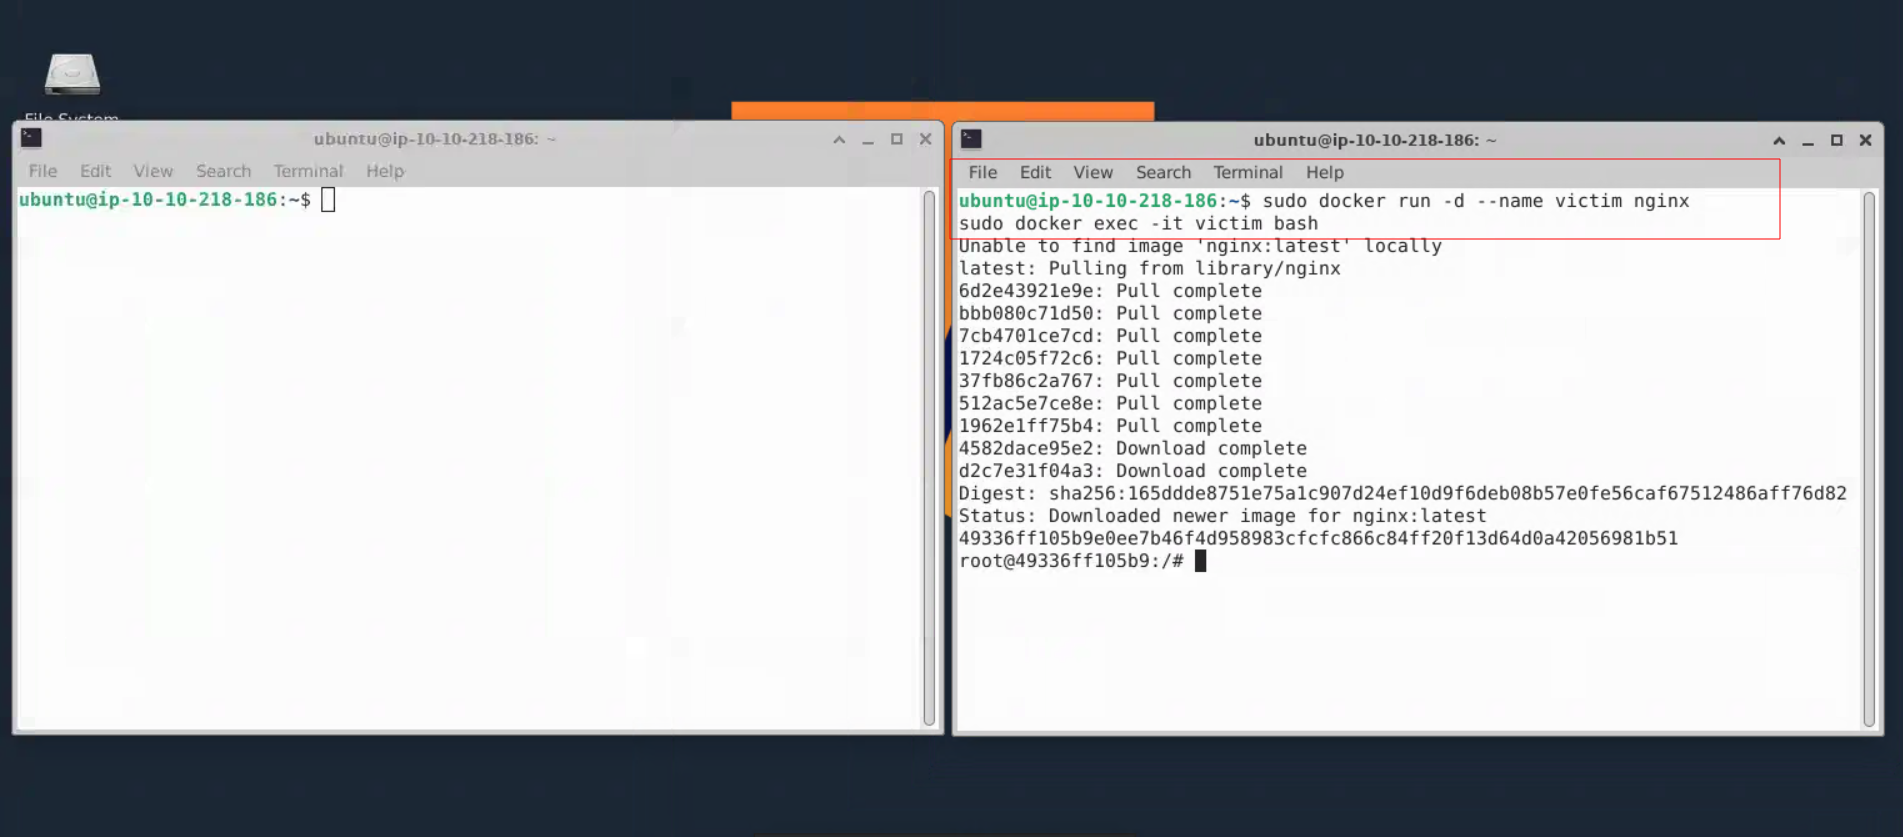 File System
ubuntu@ip-10-10-218-186: ~
File Edit View Search Terminal Help
ubuntu@ip-10-10-218-186:~$
ubuntu@ip-10-10-218-186: ~
File Edit View Search Terminal Help
ubuntu@ip-10-10-218-186:~$ sudo docker run -d --name victim nginx
sudo docker exec -it victim bash
Unable to find image 'nginx:latest' locally
latest: Pulling from library/nginx
6d2e43921e9e: Pull complete
bbb080c71d50: Pull complete
7cb4701ce7cd: Pull complete
1724c05f72c6: Pull complete
37fb86c2a767: Pull complete
512ac5e7ce8e: Pull complete
1962e1ff75b4: Pull complete
4582dace95e2: Download complete
d2c7e31f04a3: Download complete
Digest: sha256:165ddde8751e75a1c907d24ef10d9f6deb08b57e0fe56caf67512486aff76d82
Status: Downloaded newer image for nginx:latest
49336ff105b9e0ee7b46f4d958983cfcfc866c84ff20f13d64d0a42056981b51
root@49336ff105b9:/#